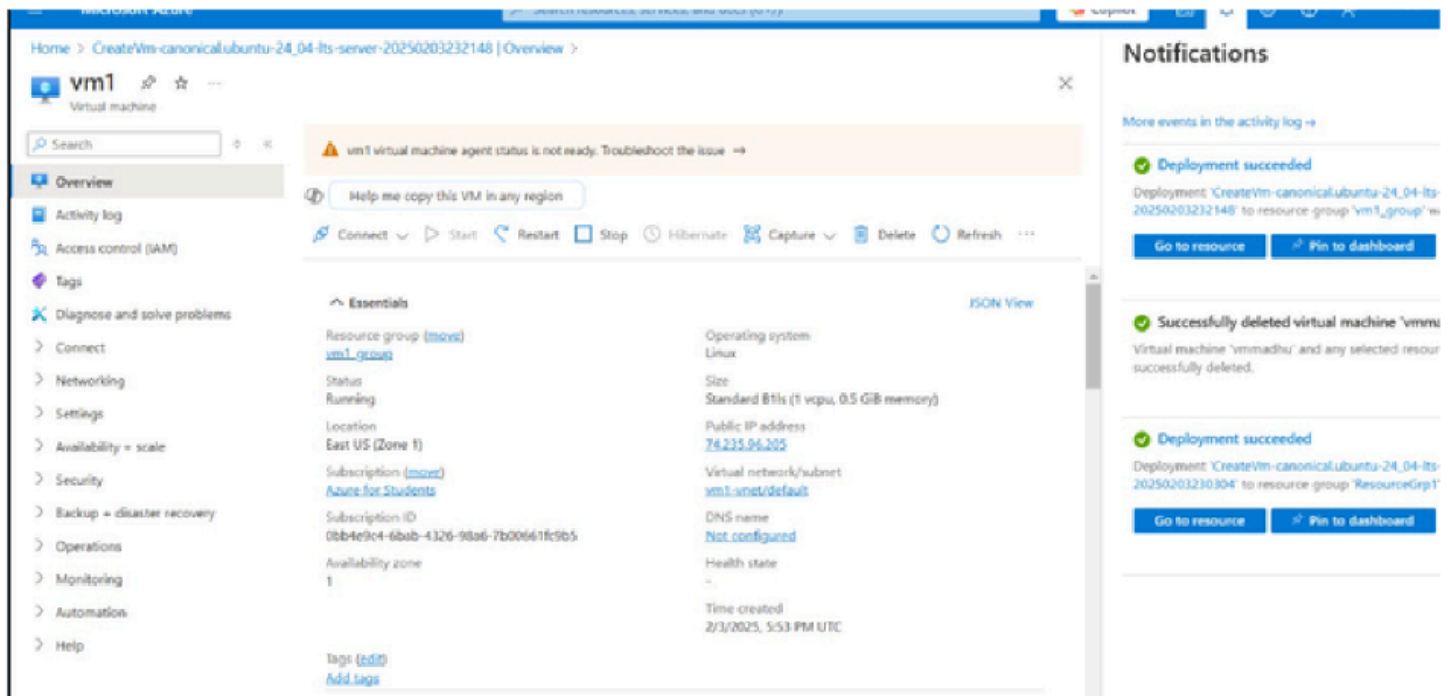 Microsoft Azure
Search resources, services, and docs (G+/)
Copilot
Home > CreateVm-canonical.ubuntu-24_04-lts-server-20250203232148 | Overview >
vm1
Virtual machine
Search
Overview
Activity log
Access control (IAM)
Tags
Diagnose and solve problems
Connect
Networking
Settings
Availability + scale
Security
Backup + disaster recovery
Operations
Monitoring
Automation
Help
vm1 virtual machine agent status is not ready. Troubleshoot the issue →
Help me copy this VM in any region
Connect Start Restart Stop Hibernate Capture Delete Refresh ...
Essentials
JSON View
Resource group (move)
vm1_group
Status
Running
Location
East US (Zone 1)
Subscription (move)
Azure for Students
Subscription ID
0bb4e9c4-6bab-4326-98a6-7b00661fc9b5
Availability zone
1
Operating system
Linux
Size
Standard B1ls (1 vcpu, 0.5 GiB memory)
Public IP address
74.235.96.205
Virtual network/subnet
vm1-vnet/default
DNS name
Not configured
Health state
-
Time created
2/3/2025, 5:53 PM UTC
Tags (edit)
Add tags
Notifications
More events in the activity log →
Deployment succeeded
Deployment 'CreateVm-canonical.ubuntu-24_04-lts-
20250203232148' to resource group 'vm1_group' w
Go to resource Pin to dashboard
Successfully deleted virtual machine 'vmma
Virtual machine 'vmmadhu' and any selected resour
successfully deleted.
Deployment succeeded
Deployment 'CreateVm-canonical.ubuntu-24_04-lts-
20250203230304' to resource group 'ResourceGrp1'
Go to resource Pin to dashboard